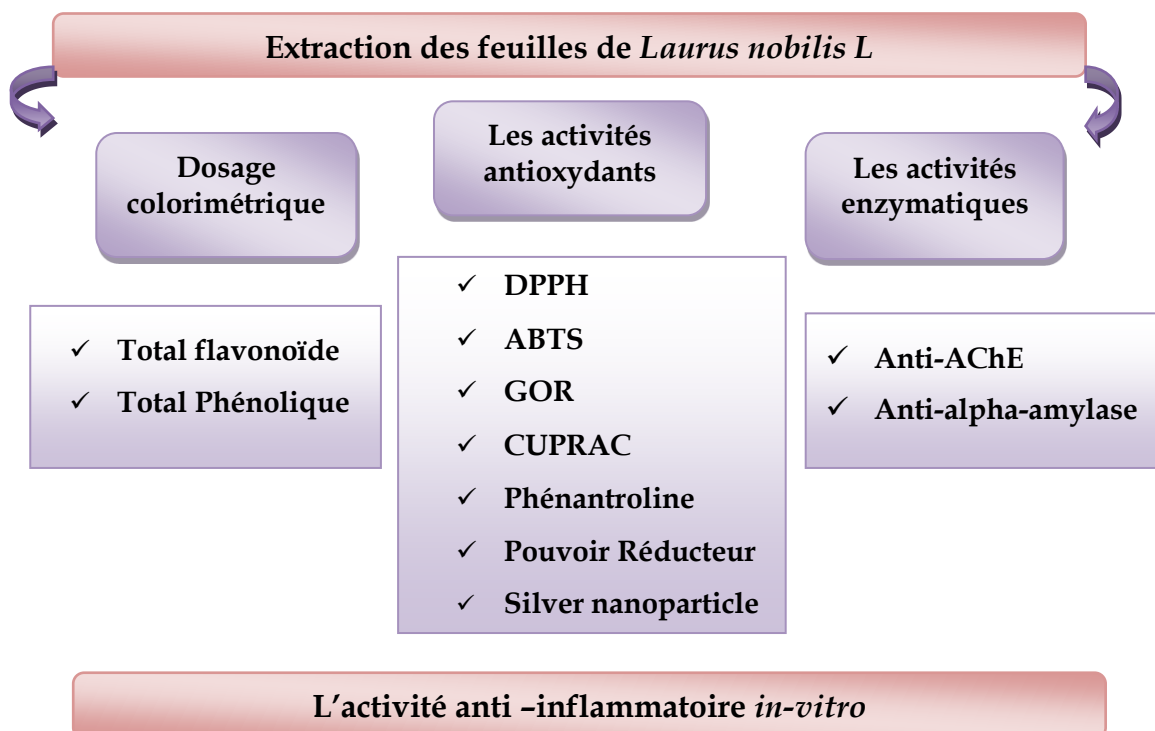 Extraction des feuilles de Laurus nobilis L
Dosage
colorimétrique
✓ Total flavonoïde
✓ Total Phénolique
Les activités
antioxydants
✓ DPPH
✓ ABTS
✓ GOR
✓ CUPRAC
✓ Phénantroline
✓ Pouvoir Réducteur
✓ Silver nanoparticle
Les activités
enzymatiques
✓ Anti-AChE
✓ Anti-alpha-amylase
L’activité anti –inflammatoire in-vitro